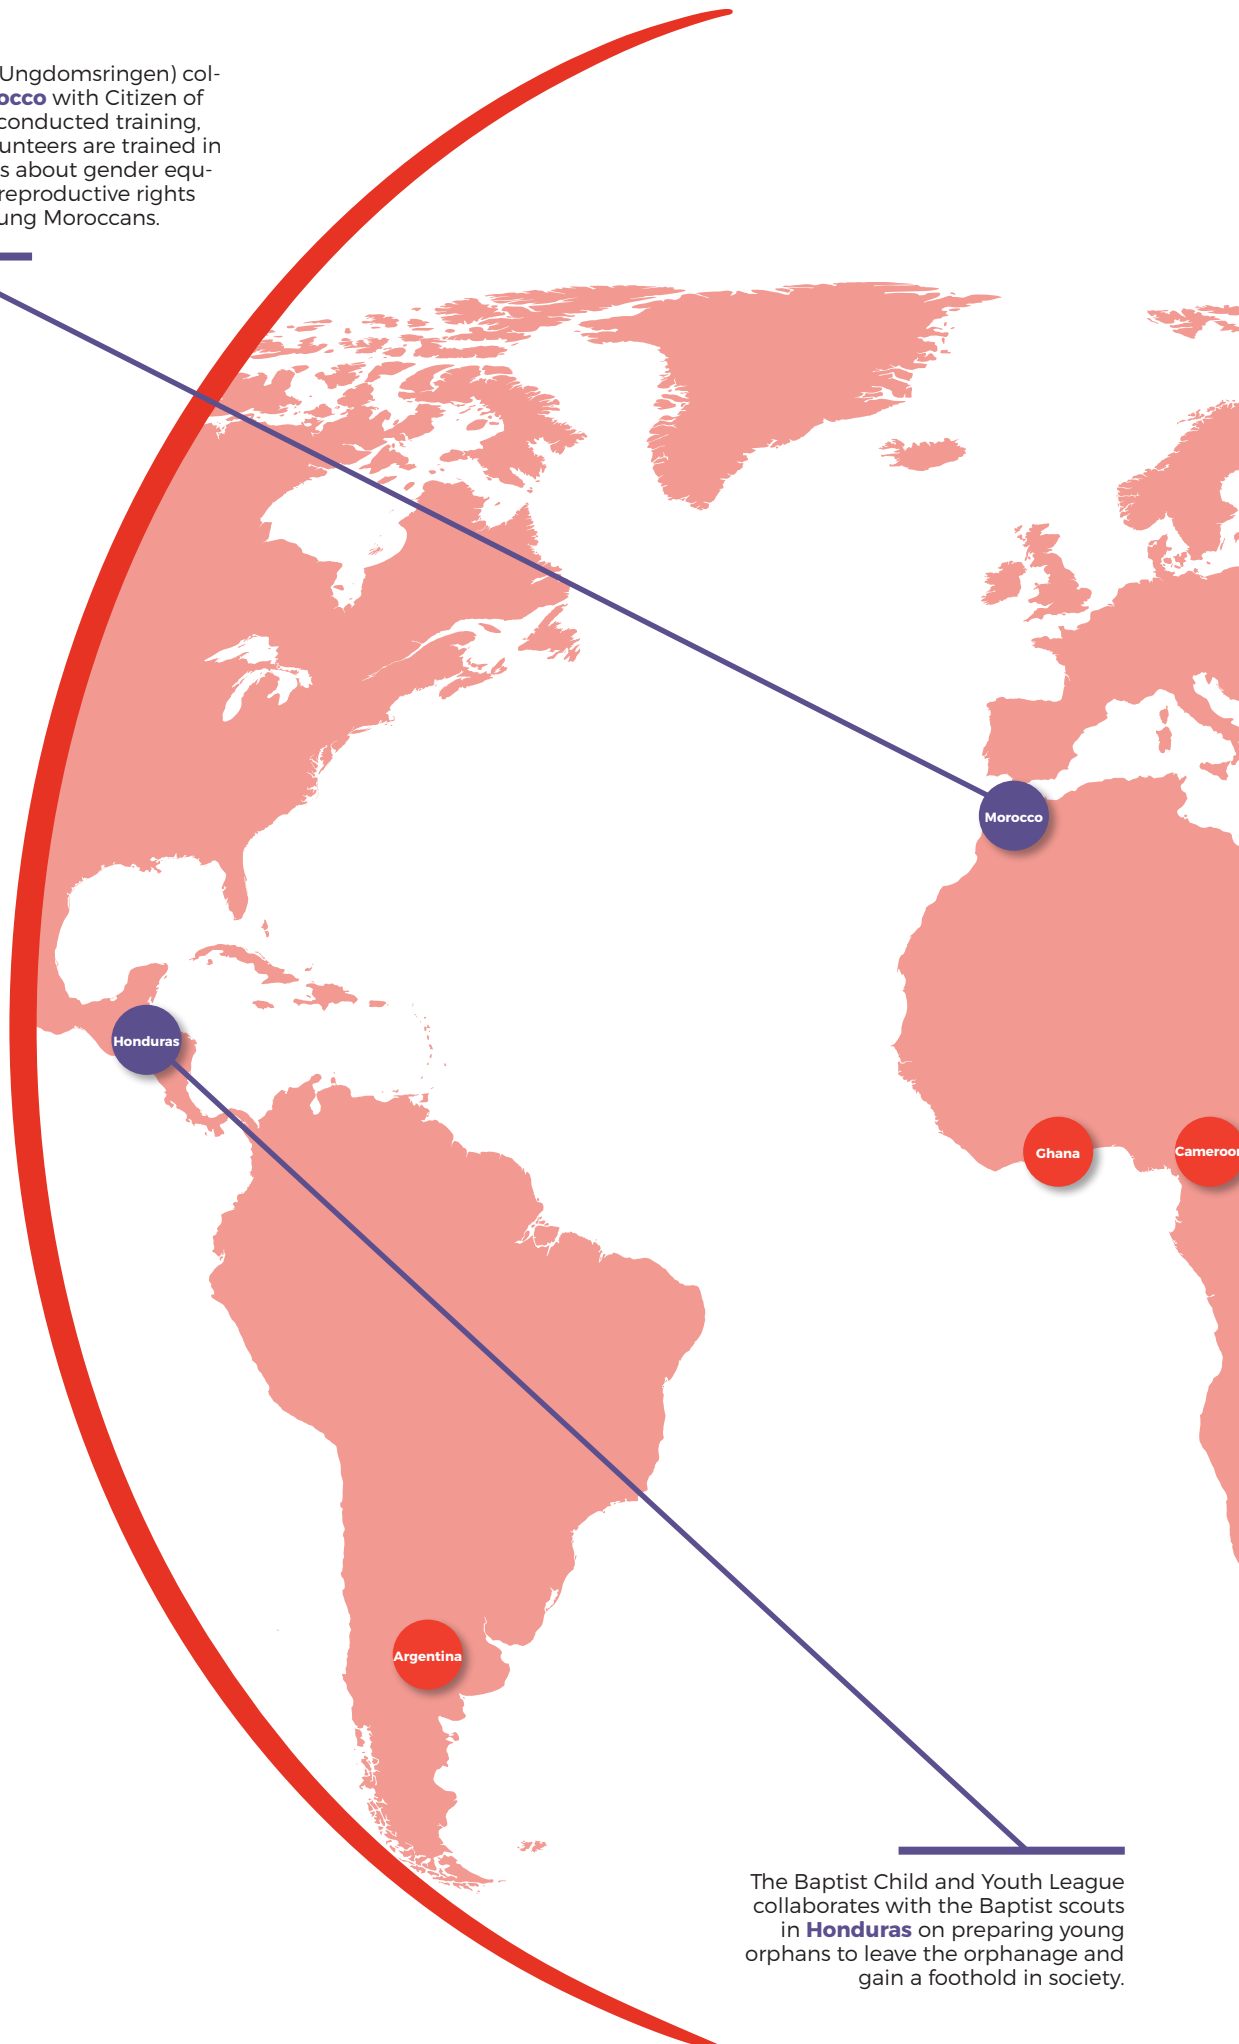 Ungdomsringen) col-
occo with Citizen of
conducted training,
unteers are trained in
s about gender equ-
reproductive rights
ung Moroccans.
Morocco
Honduras
Ghana
Cameroon
Argentina
The Baptist Child and Youth League
collaborates with the Baptist scouts
in Honduras on preparing young
orphans to leave the orphanage and
gain a foothold in society.